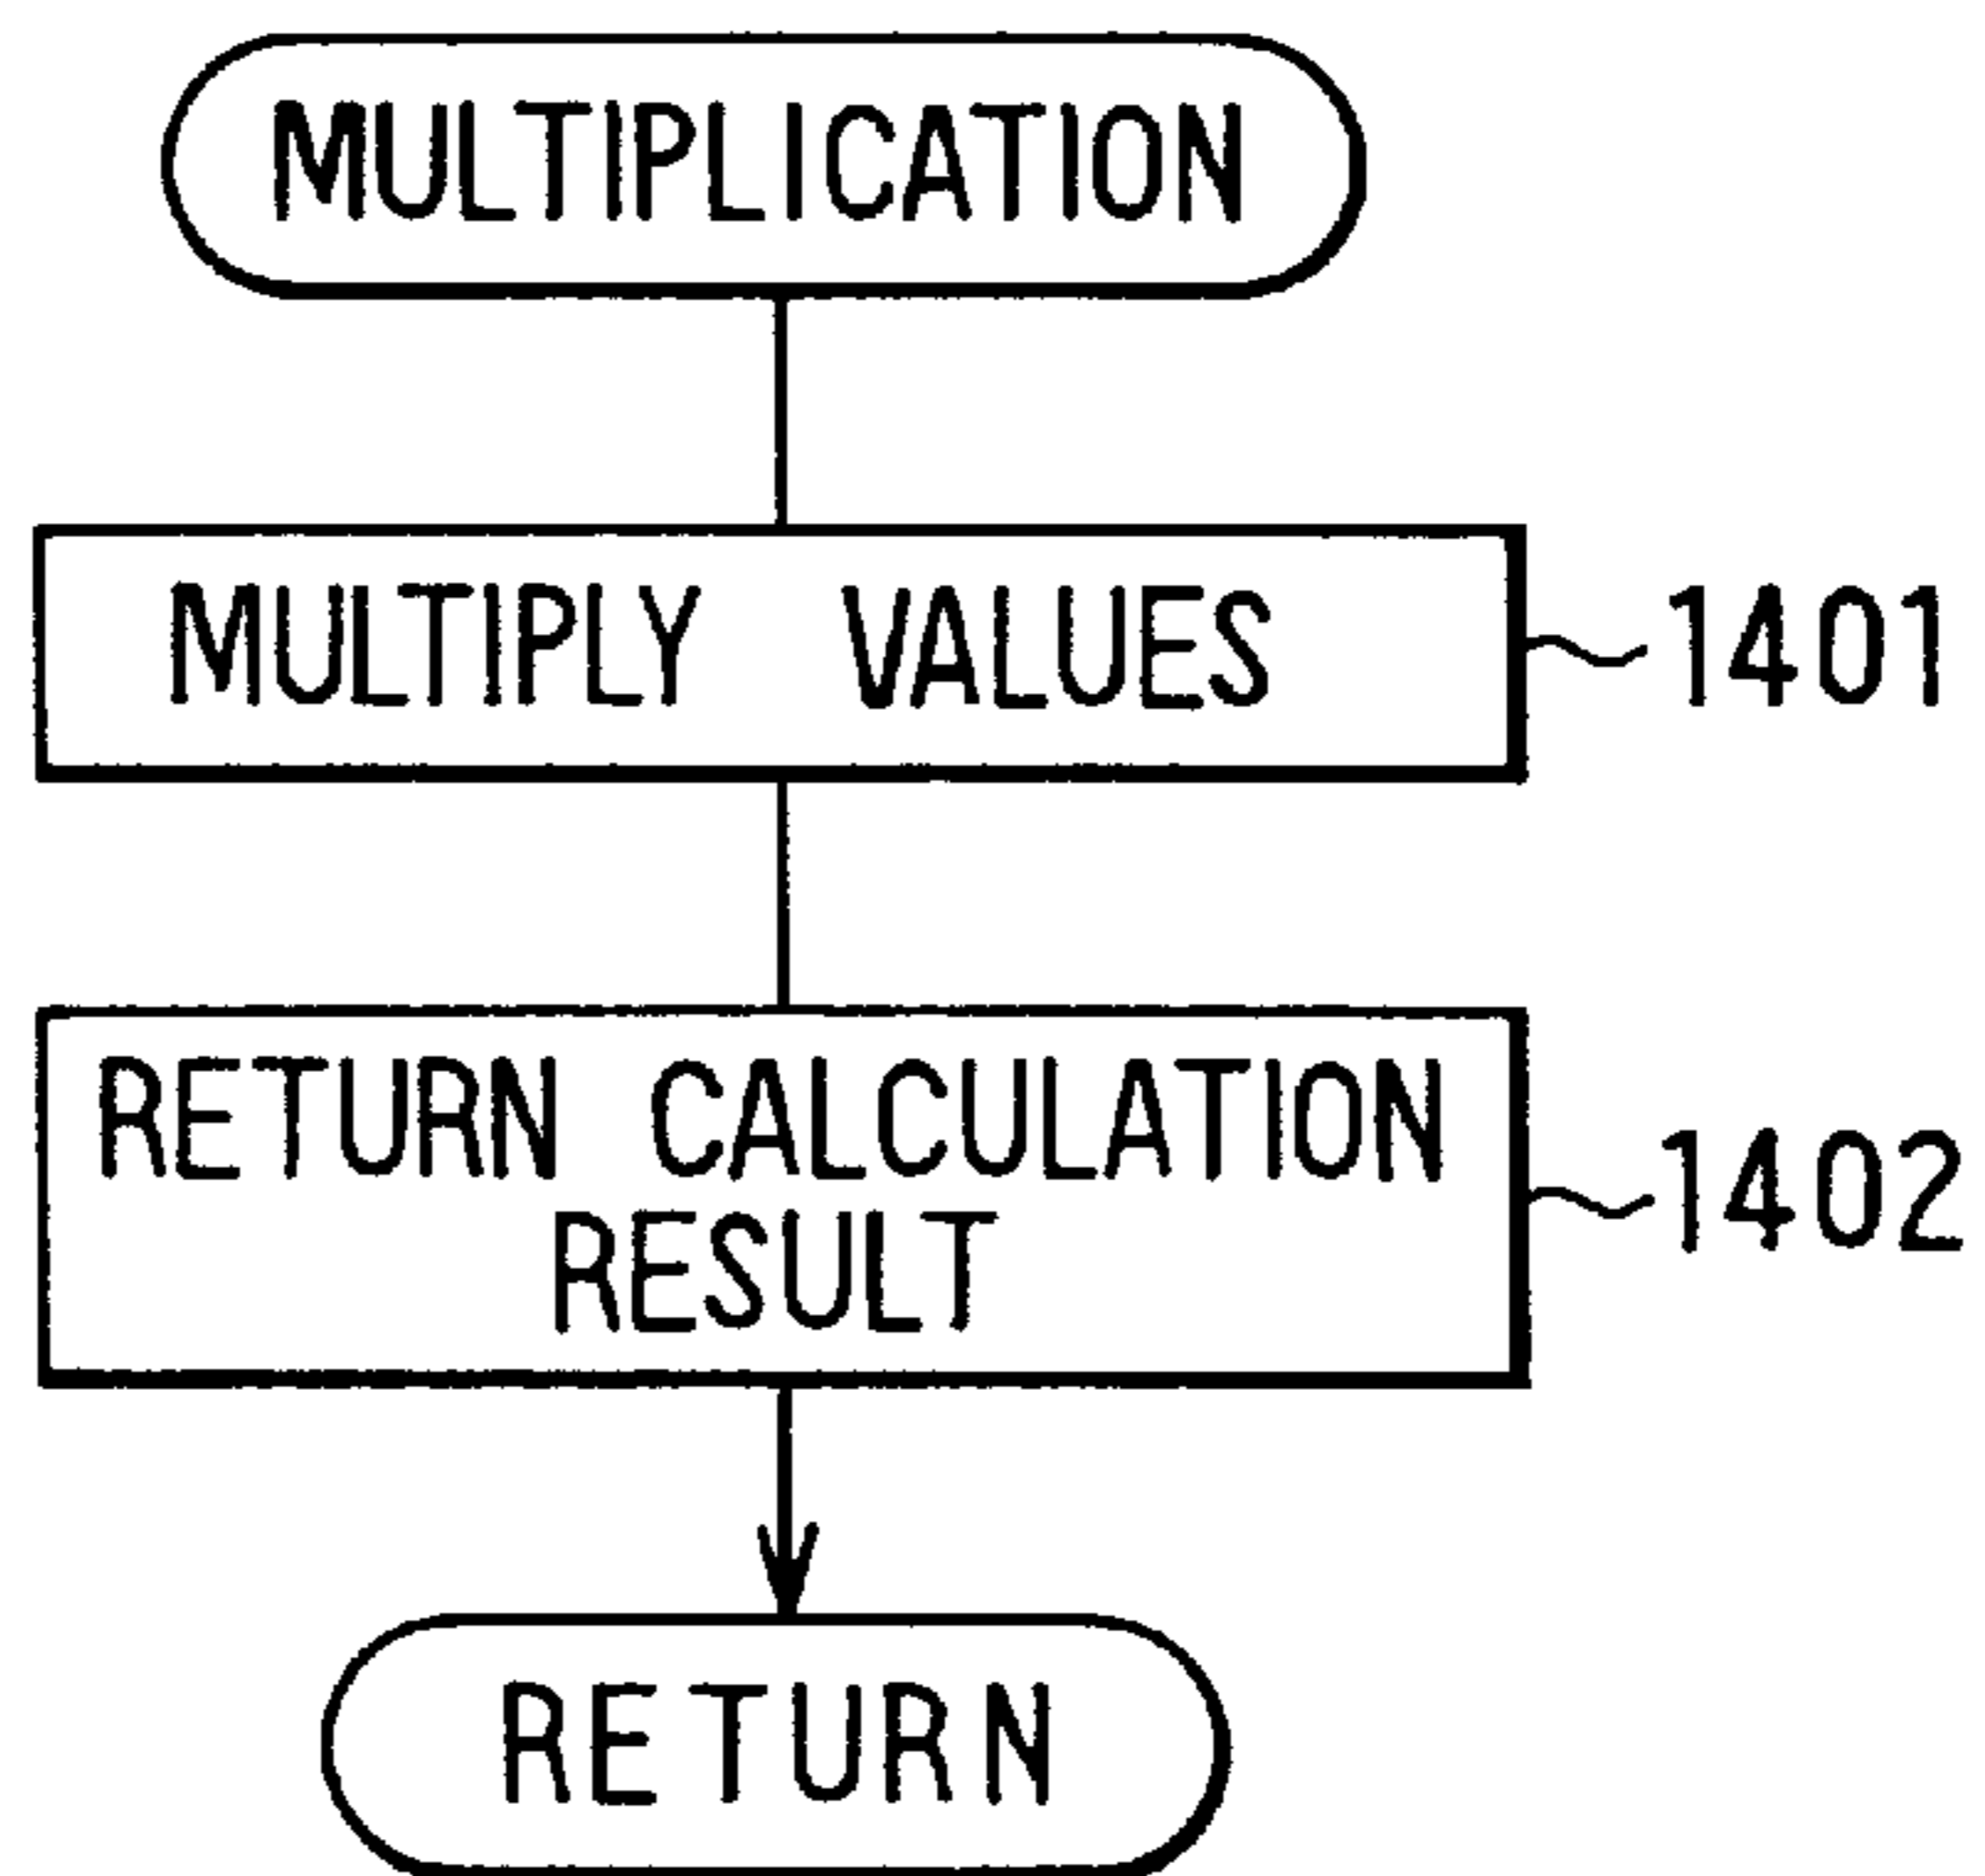 MULTIPLICATION
MULTIPLY VALUES
1401
RETURN CALCULATION
RESULT
1402
RETURN